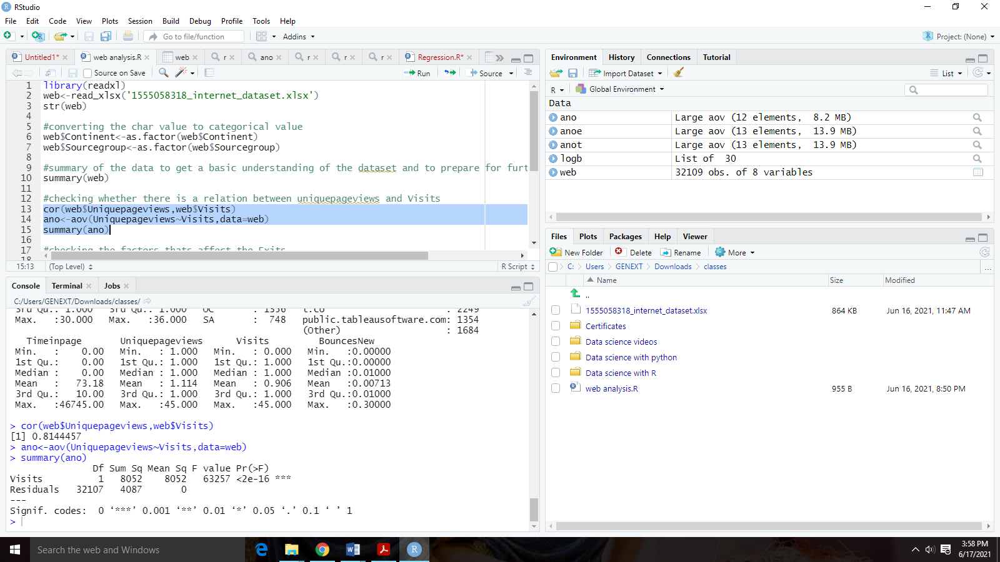 RStudio
File Edit Code View Plots Session Build Debug Profile Tools Help
Go to file/function Addins Project: (None)
Untitled1* web analysis.R web r ano r r r Regression.R*
Source on Save Run Source
1 library(readxl)
2 web<-read_xlsx('1555058318_internet_dataset.xlsx')
3 str(web)
4
5 #converting the char value to categorical value
6 web$Continent<-as.factor(web$Continent)
7 web$Sourcegroup<-as.factor(web$Sourcegroup)
8
9 #summary of the data to get a basic understanding of the dataset and to prepare for furt
10 summary(web)
11
12 #checking whether there is a relation between uniquepageviews and Visits
13 cor(web$Uniquepageviews,web$Visits)
14 ano<-aov(Uniquepageviews~Visits,data=web)
15 summary(ano)
16
17 #checking the factors thats affect the Exits
18
15:13 (Top Level) R Script
Console Terminal Jobs
C:/Users/GENEXT/Downloads/classes/
3rd Qu.: 1.000 3rd Qu.: 1.000 OC : 1356 t.co : 2249
Max. :30.000 Max. :36.000 SA : 748 public.tableausoftware.com: 1354
(Other) : 1684
Timeinpage Uniquepageviews Visits BouncesNew
Min. : 0.00 Min. : 1.000 Min. : 0.000 Min. :0.00000
1st Qu.: 0.00 1st Qu.: 1.000 1st Qu.: 1.000 1st Qu.:0.00000
Median : 0.00 Median : 1.000 Median : 1.000 Median :0.01000
Mean : 73.18 Mean : 1.114 Mean : 0.906 Mean :0.00713
3rd Qu.: 10.00 3rd Qu.: 1.000 3rd Qu.: 1.000 3rd Qu.:0.01000
Max. :46745.00 Max. :45.000 Max. :45.000 Max. :0.30000
> cor(web$Uniquepageviews,web$Visits)
[1] 0.8144457
> ano<-aov(Uniquepageviews~Visits,data=web)
> summary(ano)
Df Sum Sq Mean Sq F value Pr(>F)
Visits 1 8052 8052 63257 <2e-16 ***
Residuals 32107 4087 0
---
Signif. codes: 0 ‘***’ 0.001 ‘**’ 0.01 ‘*’ 0.05 ‘.’ 0.1 ‘ ’ 1
>
Environment History Connections Tutorial
Import Dataset List
R Global Environment
Data
ano Large aov (12 elements, 8.2 MB)
anoe Large aov (13 elements, 13.9 MB)
anot Large aov (13 elements, 13.9 MB)
logb List of 30
web 32109 obs. of 8 variables
Files Plots Packages Help Viewer
New Folder Delete Rename More
C: Users GENEXT Downloads classes ...
Name Size Modified
..
1555058318_internet_dataset.xlsx 864 KB Jun 16, 2021, 11:47 AM
Certificates
Data science videos
Data science with python
Data science with R
web analysis.R 955 B Jun 16, 2021, 8:50 PM
Search the web and Windows
3:58 PM
6/17/2021